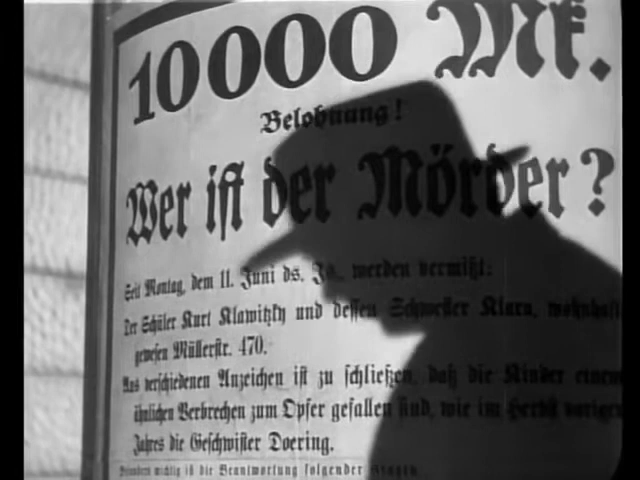 10000 Mk.
Belohnung!
Wer ist der Mörder?
Seit Montag, dem 11. Juni ds. Js., werden vermißt:
Der Schüler Kurt Klawitzky und dessen Schwester Klara, wohnhaft
gewesen Müllerstr. 470.
Aus verschiedenen Anzeichen ist zu schließen, daß die Kinder einem
ähnlichen Verbrechen zum Opfer gefallen sind, wie im Herbst vorigen
Jahres die Geschwister Doering.
Besonders wichtig ist die Beantwortung folgender Fragen